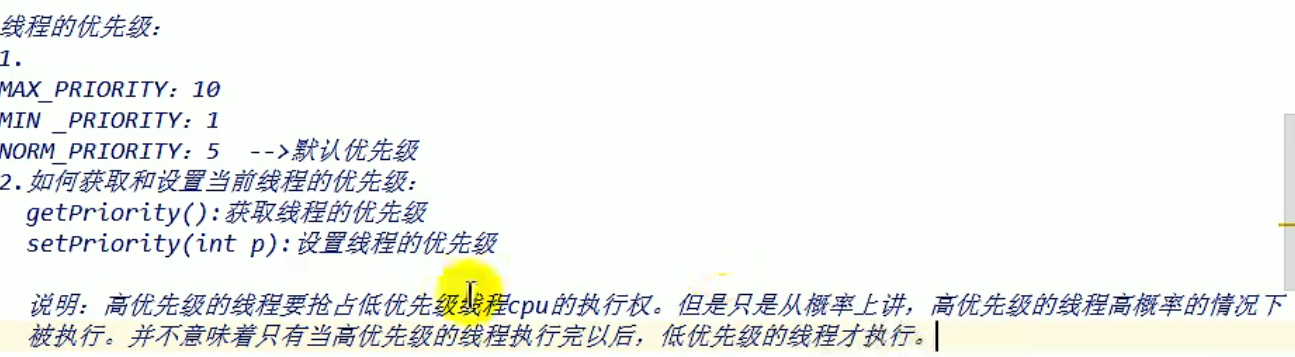 线程的优先级：
1.
MAX_PRIORITY：10
MIN _PRIORITY：1
NORM_PRIORITY：5  -->默认优先级
2.如何获取和设置当前线程的优先级：
getPriority():获取线程的优先级
setPriority(int p):设置线程的优先级
说明：高优先级的线程要抢占低优先级线程cpu的执行权。但是只是从概率上讲，高优先级的线程高概率的情况下
被执行。并不意味着只有当高优先级的线程执行完以后，低优先级的线程才执行。